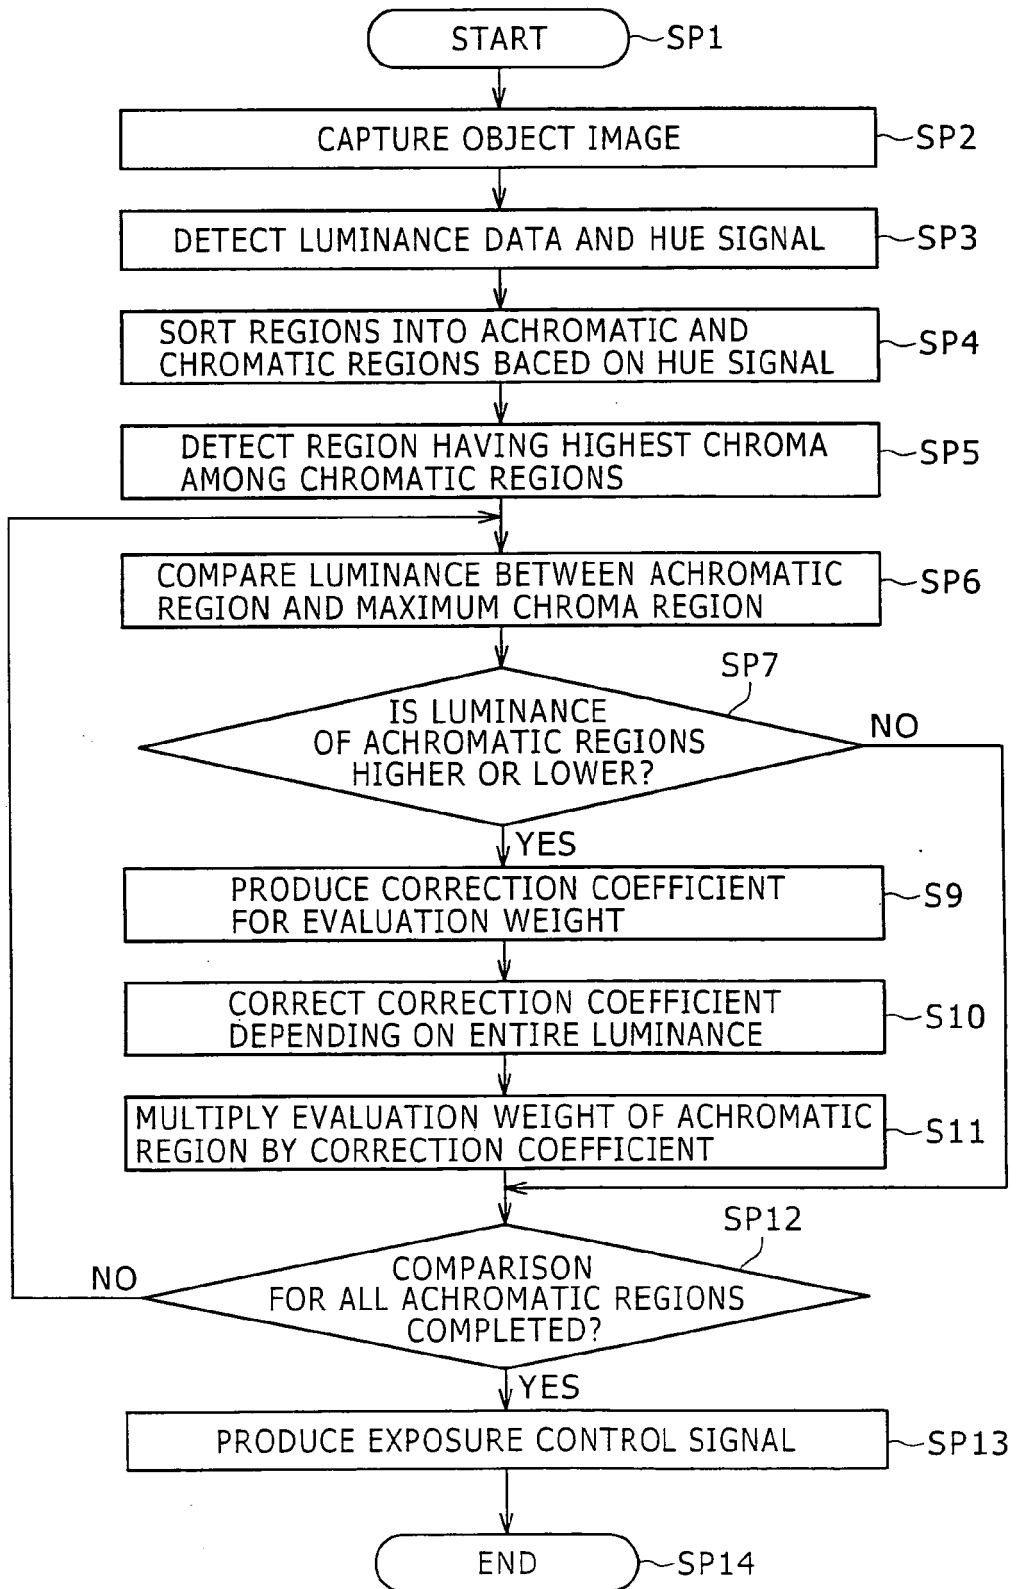 START
SP1
CAPTURE OBJECT IMAGE
SP2
DETECT LUMINANCE DATA AND HUE SIGNAL
SP3
SORT REGIONS INTO ACHROMATIC AND
CHROMATIC REGIONS BACED ON HUE SIGNAL
SP4
DETECT REGION HAVING HIGHEST CHROMA
AMONG CHROMATIC REGIONS
SP5
COMPARE LUMINANCE BETWEEN ACHROMATIC
REGION AND MAXIMUM CHROMA REGION
SP6
SP7
IS LUMINANCE
OF ACHROMATIC REGIONS
HIGHER OR LOWER?
NO
YES
PRODUCE CORRECTION COEFFICIENT
FOR EVALUATION WEIGHT
S9
CORRECT CORRECTION COEFFICIENT
DEPENDING ON ENTIRE LUMINANCE
S10
MULTIPLY EVALUATION WEIGHT OF ACHROMATIC
REGION BY CORRECTION COEFFICIENT
S11
SP12
COMPARISON
FOR ALL ACHROMATIC REGIONS
COMPLETED?
NO
YES
PRODUCE EXPOSURE CONTROL SIGNAL
SP13
END
SP14